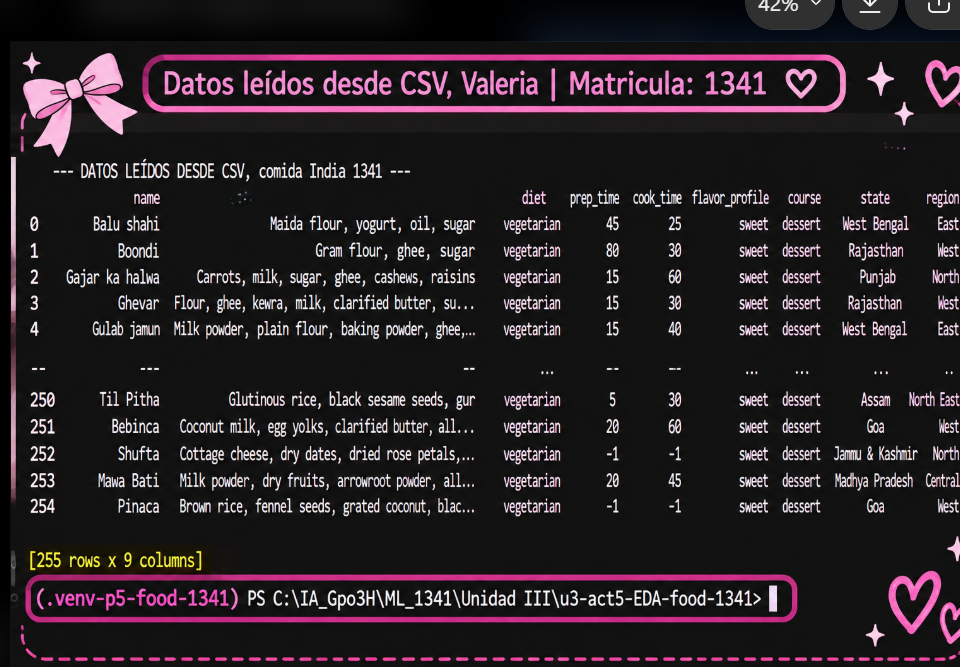 42%
Datos leídos desde CSV, Valeria | Matricula: 1341
--- DATOS LEÍDOS DESDE CSV, comida India 1341 ---
name diet prep_time cook_time flavor_profile course state region
0 Balu shahi Maida flour, yogurt, oil, sugar vegetarian 45 25 sweet dessert West Bengal East
1 Boondi Gram flour, ghee, sugar vegetarian 80 30 sweet dessert Rajasthan West
2 Gajar ka halwa Carrots, milk, sugar, ghee, cashews, raisins vegetarian 15 60 sweet dessert Punjab North
3 Ghevar Flour, ghee, kewra, milk, clarified butter, su... vegetarian 15 30 sweet dessert Rajasthan West
4 Gulab jamun Milk powder, plain flour, baking powder, ghee,... vegetarian 15 40 sweet dessert West Bengal East
-- --- -- ... -- -- ... ... ... ..
250 Til Pitha Glutinous rice, black sesame seeds, gur vegetarian 5 30 sweet dessert Assam North East
251 Bebinca Coconut milk, egg yolks, clarified butter, all... vegetarian 20 60 sweet dessert Goa West
252 Shufta Cottage cheese, dry dates, dried rose petals,... vegetarian -1 -1 sweet dessert Jammu & Kashmir North
253 Mawa Bati Milk powder, dry fruits, arrowroot powder, all... vegetarian 20 45 sweet dessert Madhya Pradesh Central
254 Pinaca Brown rice, fennel seeds, grated coconut, blac... vegetarian -1 -1 sweet dessert Goa West
[255 rows x 9 columns]
(.venv-p5-food-1341) PS C:\IA_Gpo3H\ML_1341\Unidad III\u3-act5-EDA-food-1341>